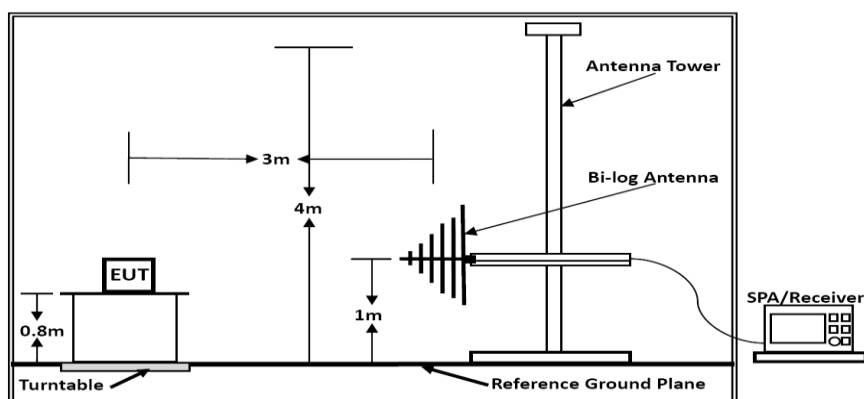 Antenna Tower
3m
Bi-log Antenna
4m
EUT
SPA/Receiver
0.8m
1m
Turntable
Reference Ground Plane